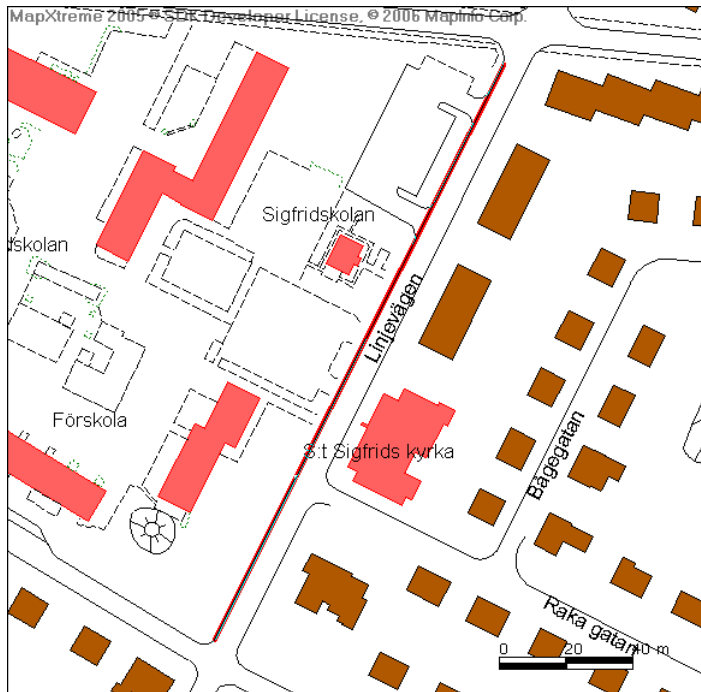 MapXtreme 2005 ® SDK Developer License, © 2006 MapInfo Corp.
Sigfridskolan
dskolan
Linjevägen
Förskola
S:t Sigfrids kyrka
Bågegatan
Raka gatan
0 20 40 m